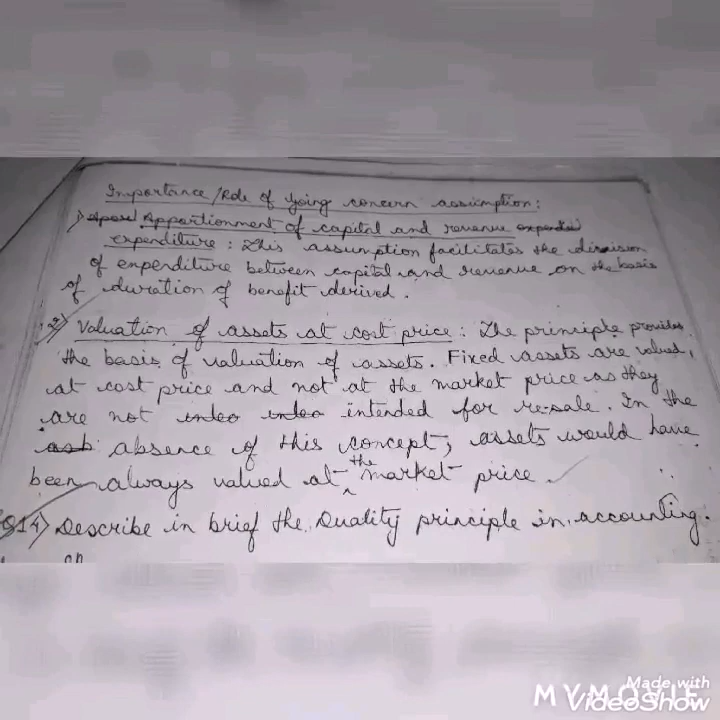 Importance/Role of Going concern assumption:
1) Apportionment of capital and revenue
expenditure: This assumption facilitates the division
of expenditure between capital and revenue on the basis
of duration of benefit derived.
2) Valuation of assets at cost price: The principle provides
the basis of valuation of assets. Fixed assets are valued,
at cost price and not at the market price as they
are not intended for re-sale. In the
absence of this concept, assets would have
been always valued at the market price.
Q14) Describe in brief the Duality principle in accounting.
Made with
MY MOVIE
VideoShow